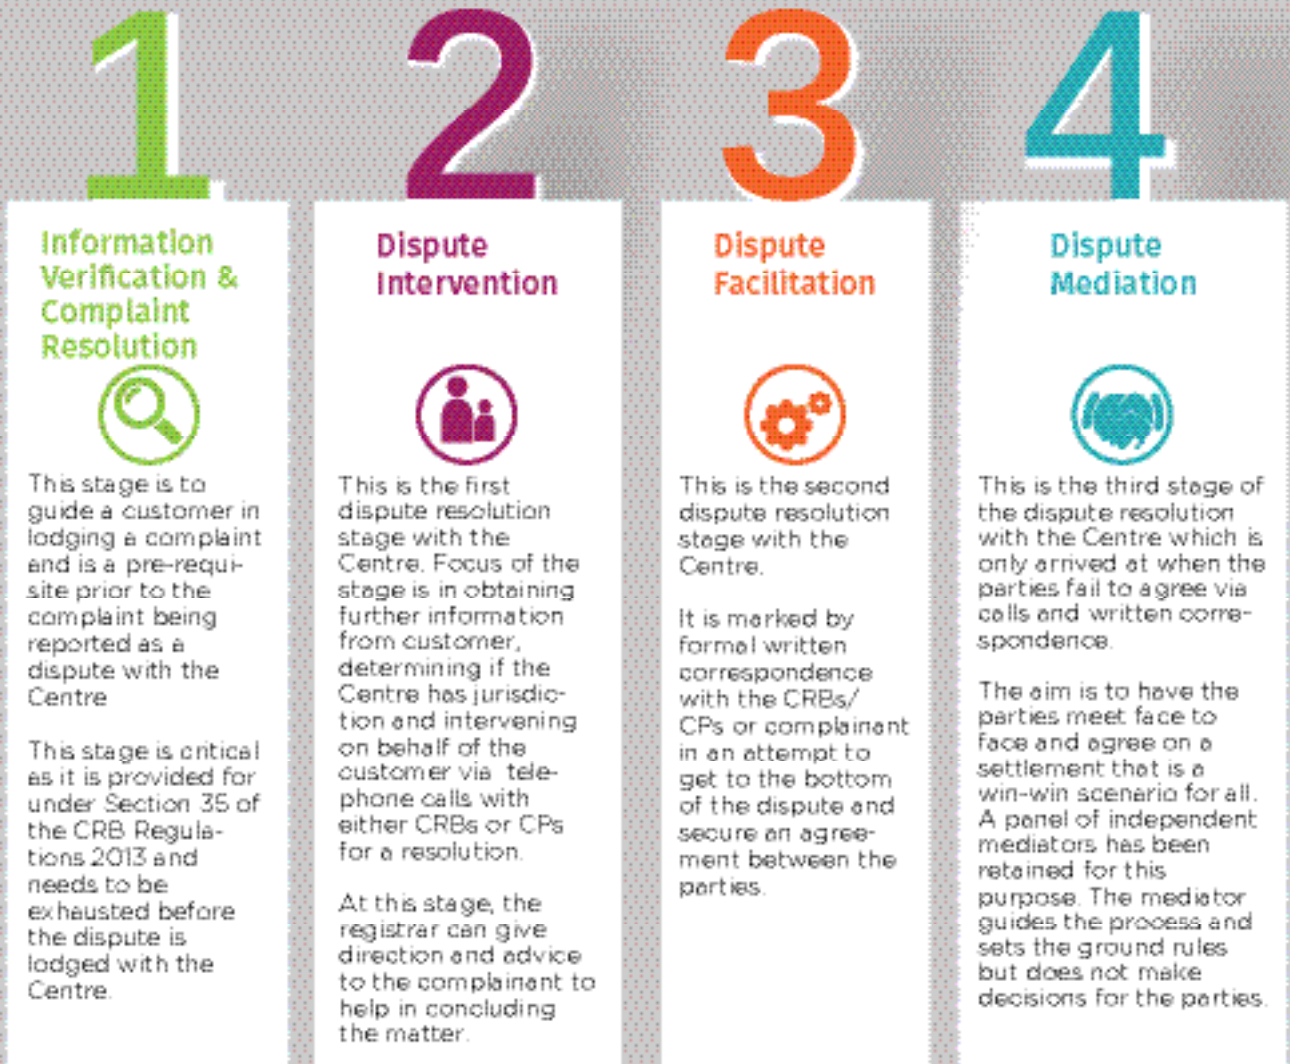 1
Information
Verification &
Complaint
Resolution
This stage is to
guide a customer in
lodging a complaint
and is a pre-requi-
site prior to the
complaint being
reported as a
dispute with the
Centre
This stage is critical
as it is provided for
under Section 35 of
the CRB Regula-
tions 2013 and
needs to be
exhausted before
the dispute is
lodged with the
Centre.
2
Dispute
Intervention
This is the first
dispute resolution
stage with the
Centre. Focus of the
stage is in obtaining
further information
from customer,
determining if the
Centre has jurisdic-
tion and intervening
on behalf of the
customer via tele-
phone calls with
either CRBs or CPs
for a resolution.
At this stage, the
registrar can give
direction and advice
to the complainant to
help in concluding
the matter.
3
Dispute
Facilitation
This is the second
dispute resolution
stage with the
Centre.
It is marked by
formal written
correspondence
with the CRBs/
CPs or complainant
in an attempt to
get to the bottom
of the dispute and
secure an agree-
ment between the
parties.
4
Dispute
Mediation
This is the third stage of
the dispute resolution
with the Centre which is
only arrived at when the
parties fail to agree via
calls and written corre-
spondence.
The aim is to have the
parties meet face to
face and agree on a
settlement that is a
win-win scenario for all.
A panel of independent
mediators has been
retained for this
purpose. The mediator
guides the process and
sets the ground rules
but does not make
decisions for the parties.